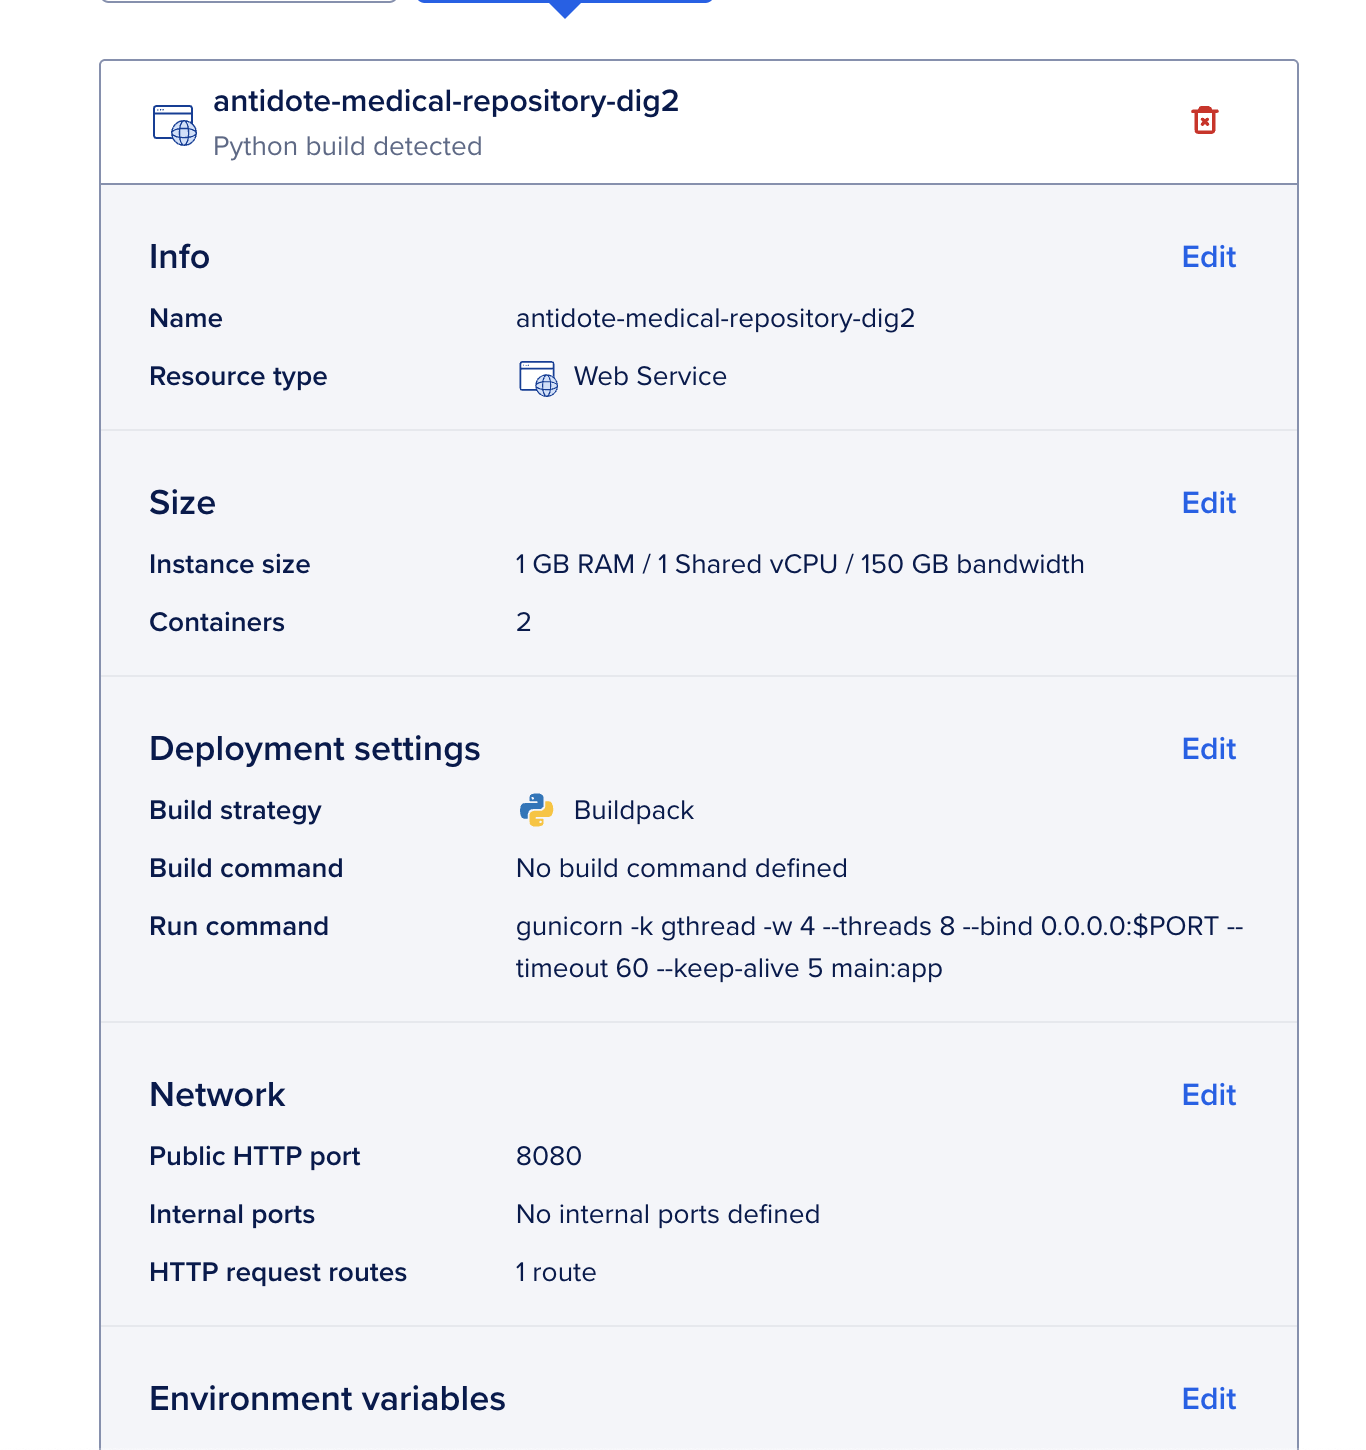 antidote-medical-repository-dig2
Python build detected
Info
Edit
Name
antidote-medical-repository-dig2
Resource type
Web Service
Size
Edit
Instance size
1 GB RAM / 1 Shared vCPU / 150 GB bandwidth
Containers
2
Deployment settings
Edit
Build strategy
Buildpack
Build command
No build command defined
Run command
gunicorn -k gthread -w 4 --threads 8 --bind 0.0.0.0:$PORT --
timeout 60 --keep-alive 5 main:app
Network
Edit
Public HTTP port
8080
Internal ports
No internal ports defined
HTTP request routes
1 route
Environment variables
Edit